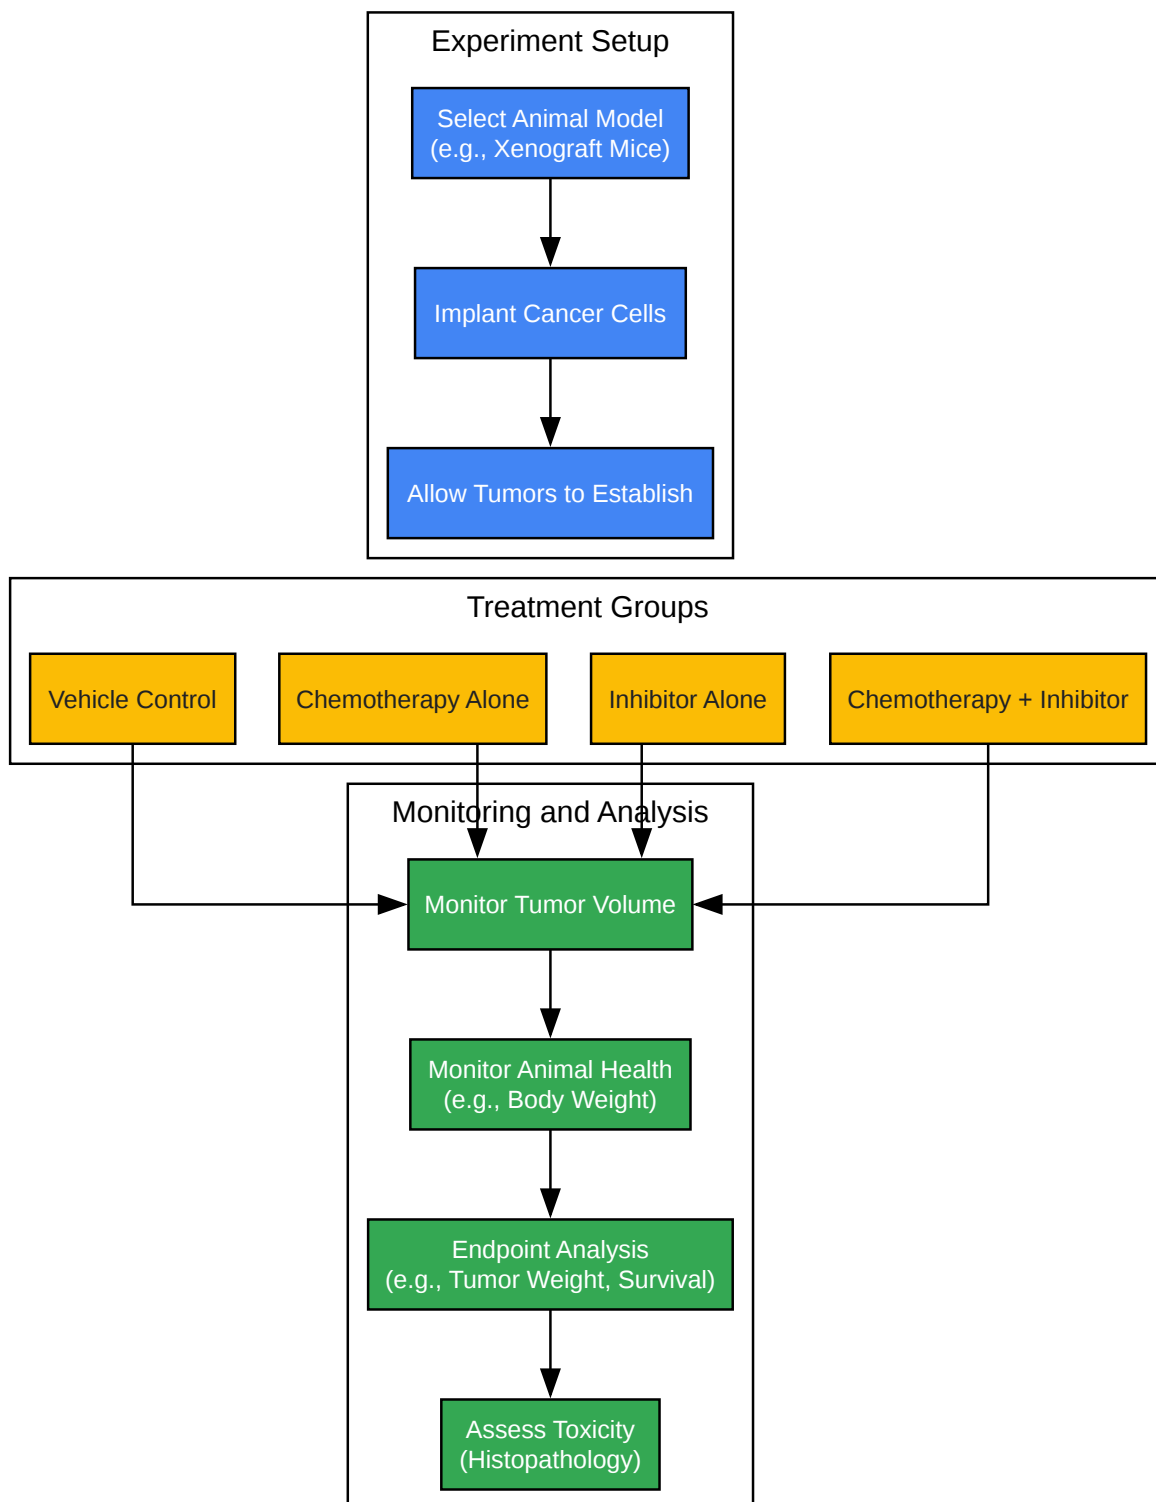 Experiment Setup
Select Animal Model
(e.g., Xenograft Mice)
Implant Cancer Cells
Allow Tumors to Establish
Treatment Groups
Vehicle Control
Chemotherapy Alone
Inhibitor Alone
Chemotherapy + Inhibitor
Monitoring and Analysis
Monitor Tumor Volume
Monitor Animal Health
(e.g., Body Weight)
Endpoint Analysis
(e.g., Tumor Weight, Survival)
Assess Toxicity
(Histopathology)